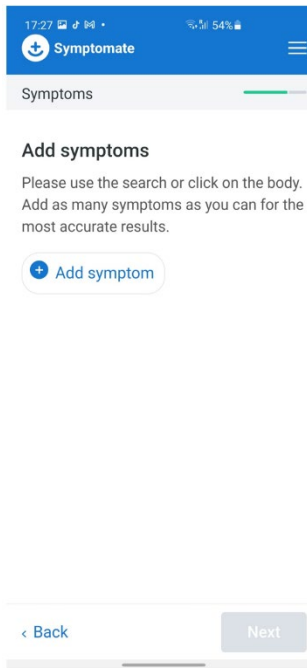 17:27 54%
Symptomate
Symptoms
Add symptoms
Please use the search or click on the body.
Add as many symptoms as you can for the
most accurate results.
Add symptom
Back Next